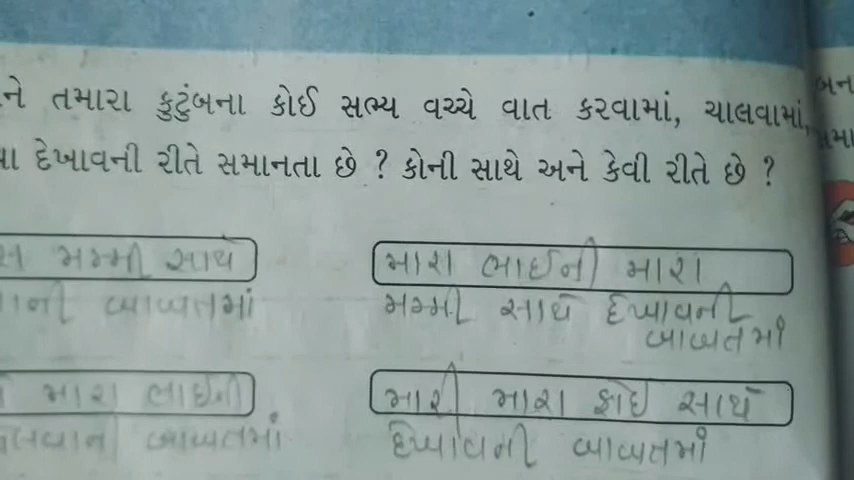 ને તમારા કુટુંબના કોઈ સભ્ય વચ્ચે વાત કરવામાં, ચાલવામાં,
દેખાવની રીતે સમાનતા છે ? કોની સાથે અને કેવી રીતે છે ?
મમ્મી સાથે
બાબતમાં
મારા ભાઈની મારા
મમ્મી સાથે દેખાવની
બાબતમાં
મારા ભાઈની
બાબતમાં
મારી મારા ફોઈ સાથે
દેખાવની બાબતમાં